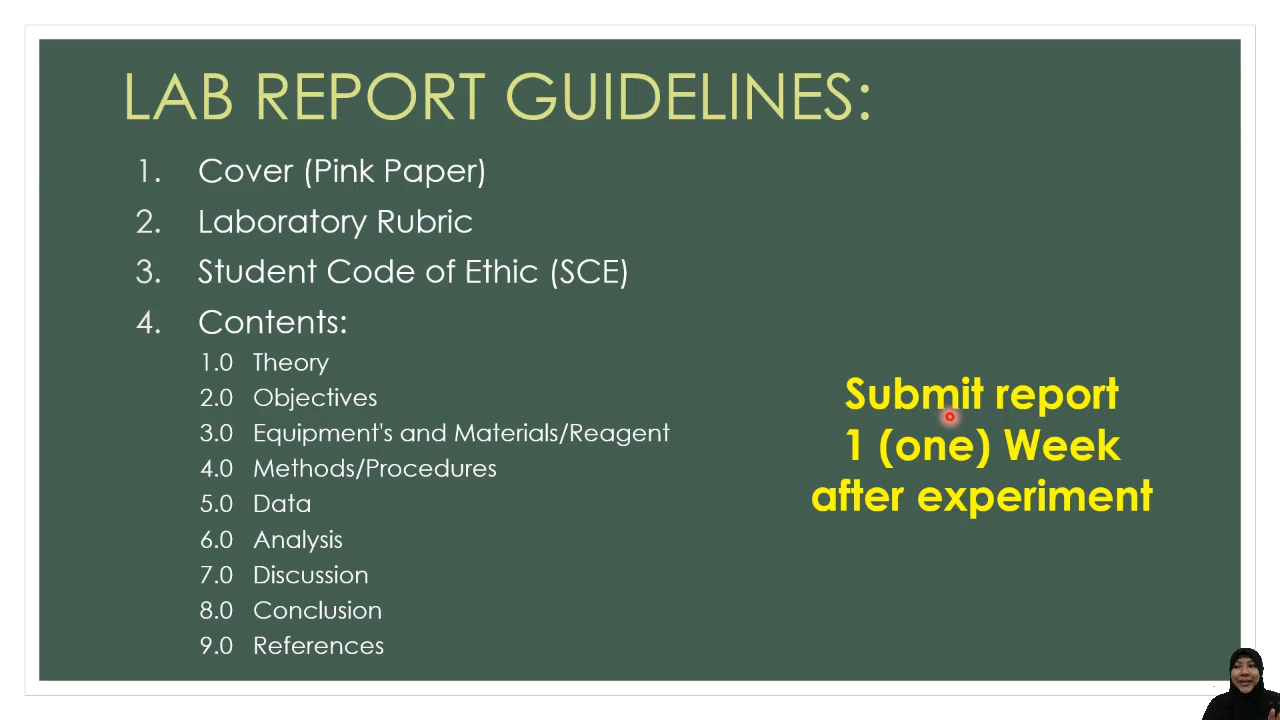 LAB REPORT GUIDELINES:
1. Cover (Pink Paper)
2. Laboratory Rubric
3. Student Code of Ethic (SCE)
4. Contents:
1.0 Theory
2.0 Objectives
3.0 Equipment's and Materials/Reagent
4.0 Methods/Procedures
5.0 Data
6.0 Analysis
7.0 Discussion
8.0 Conclusion
9.0 References
Submit report
1 (one) Week
after experiment